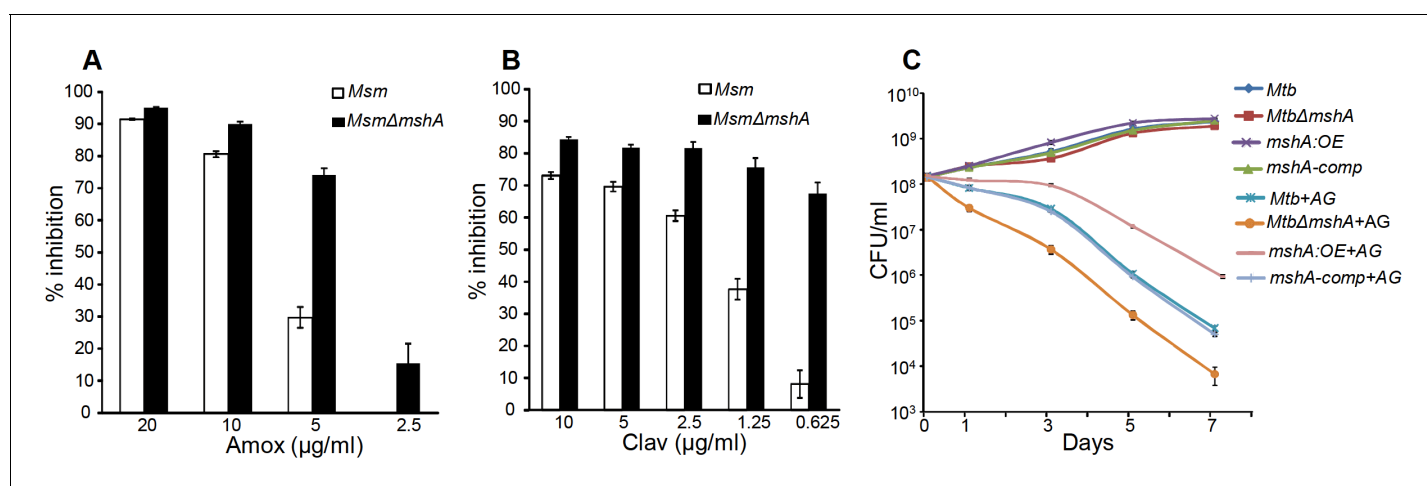 A
Msm
MsmΔmshA
% inhibition
100
90
80
70
60
50
40
30
20
10
0
20 10 5 2.5
Amox (µg/ml)
B
Msm
MsmΔmshA
% inhibition
100
90
80
70
60
50
40
30
20
10
0
10 5 2.5 1.25 0.625
Clav (µg/ml)
C
CFU/ml
10¹⁰
10⁹
10⁸
10⁷
10⁶
10⁵
10⁴
10³
0 1 3 5 7
Days
Mtb
MtbΔmshA
mshA:OE
mshA-comp
Mtb+AG
MtbΔmshA+AG
mshA:OE+AG
mshA-comp+AG